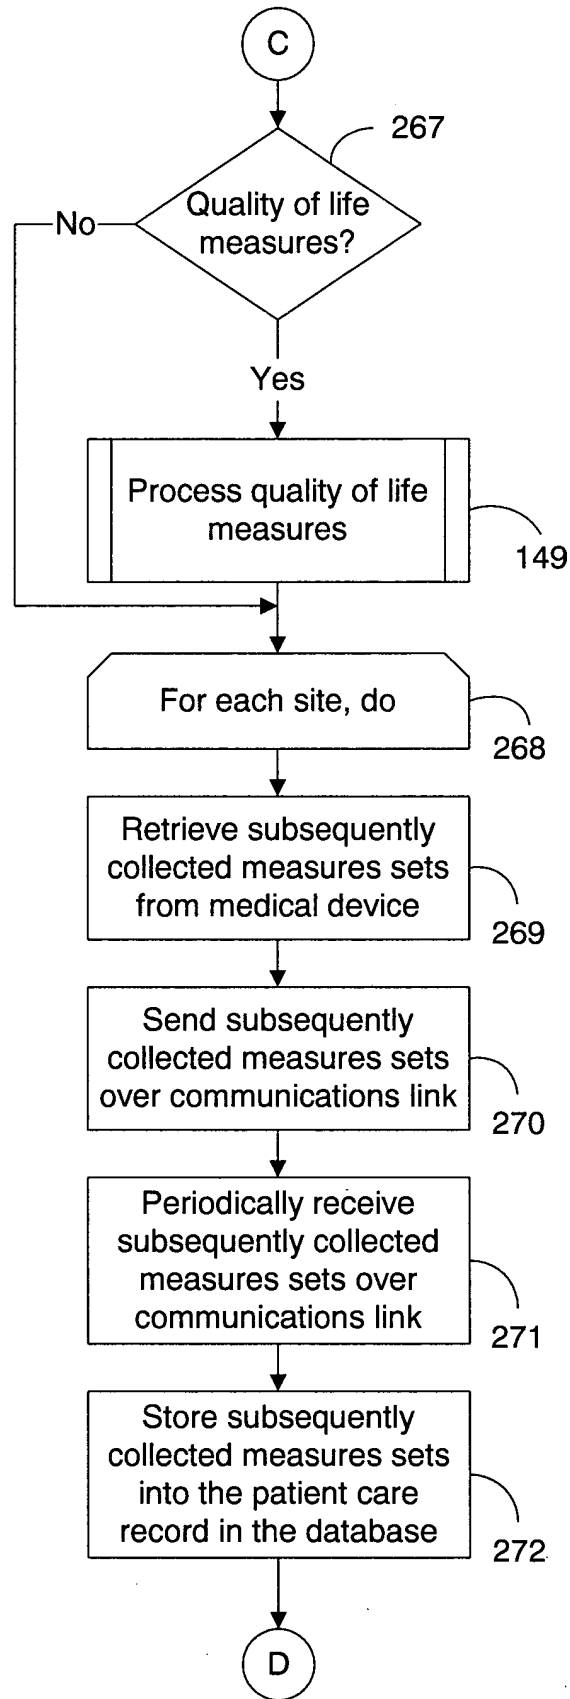 C
267
Quality of life
measures?
No
Yes
Process quality of life
measures
149
For each site, do
268
Retrieve subsequently
collected measures sets
from medical device
269
Send subsequently
collected measures sets
over communications link
270
Periodically receive
subsequently collected
measures sets over
communications link
271
Store subsequently
collected measures sets
into the patient care
record in the database
272
D